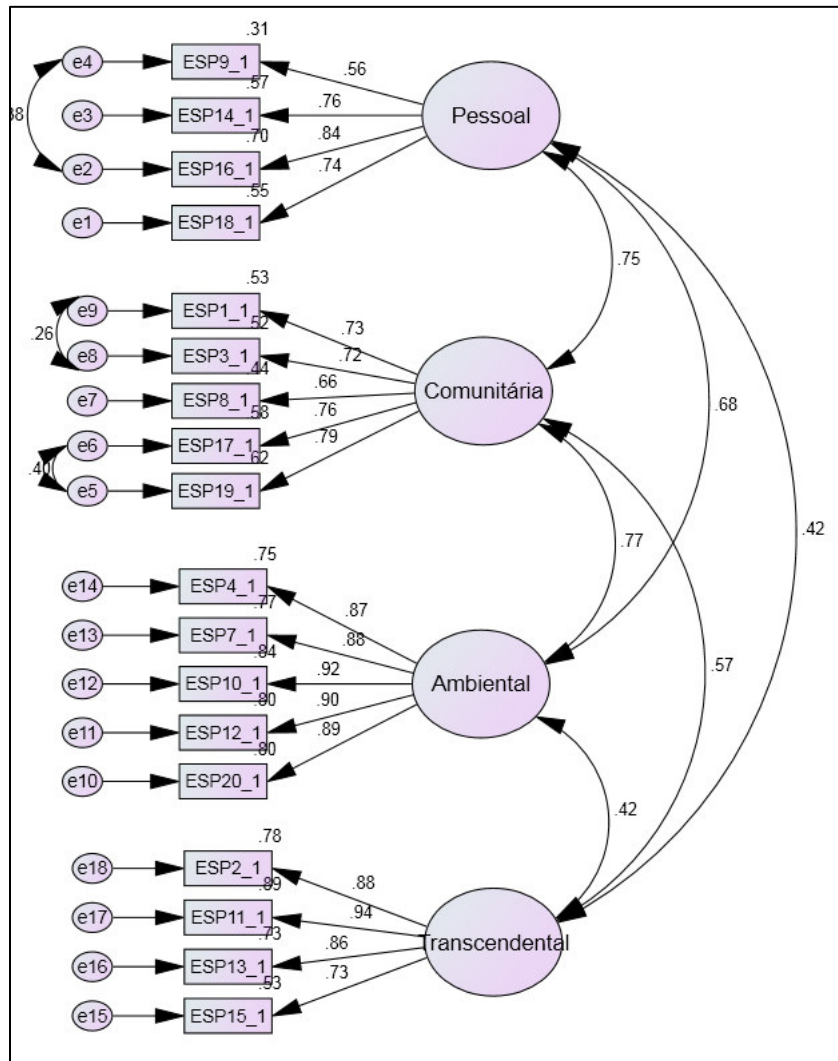 .31
e4 ESP9_1 .56
.57
e3 ESP14_1 .76 Pessoal
.70
.84
e2 ESP16_1
.74
.55
e1 ESP18_1
.75
.53
e9 ESP1_1 .73
.52
.26 e8 ESP3_1 .72
.44
.66 Comunitária .68
e7 ESP8_1
.58 .76
e6 ESP17_1 .79
.62
.40
e5 ESP19_1
.42
.77
.75
e14 ESP4_1 .87
.77
e13 ESP7_1 .88
.84
.92 .57
e12 ESP10_1 Ambiental
.80 .90
e11 ESP12_1 .89
.80
e10 ESP20_1
.42
.78
e18 ESP2_1 .88
.89
e17 ESP11_1 .94
.73 .86 Transcendental
e16 ESP13_1 .73
.53
e15 ESP15_1